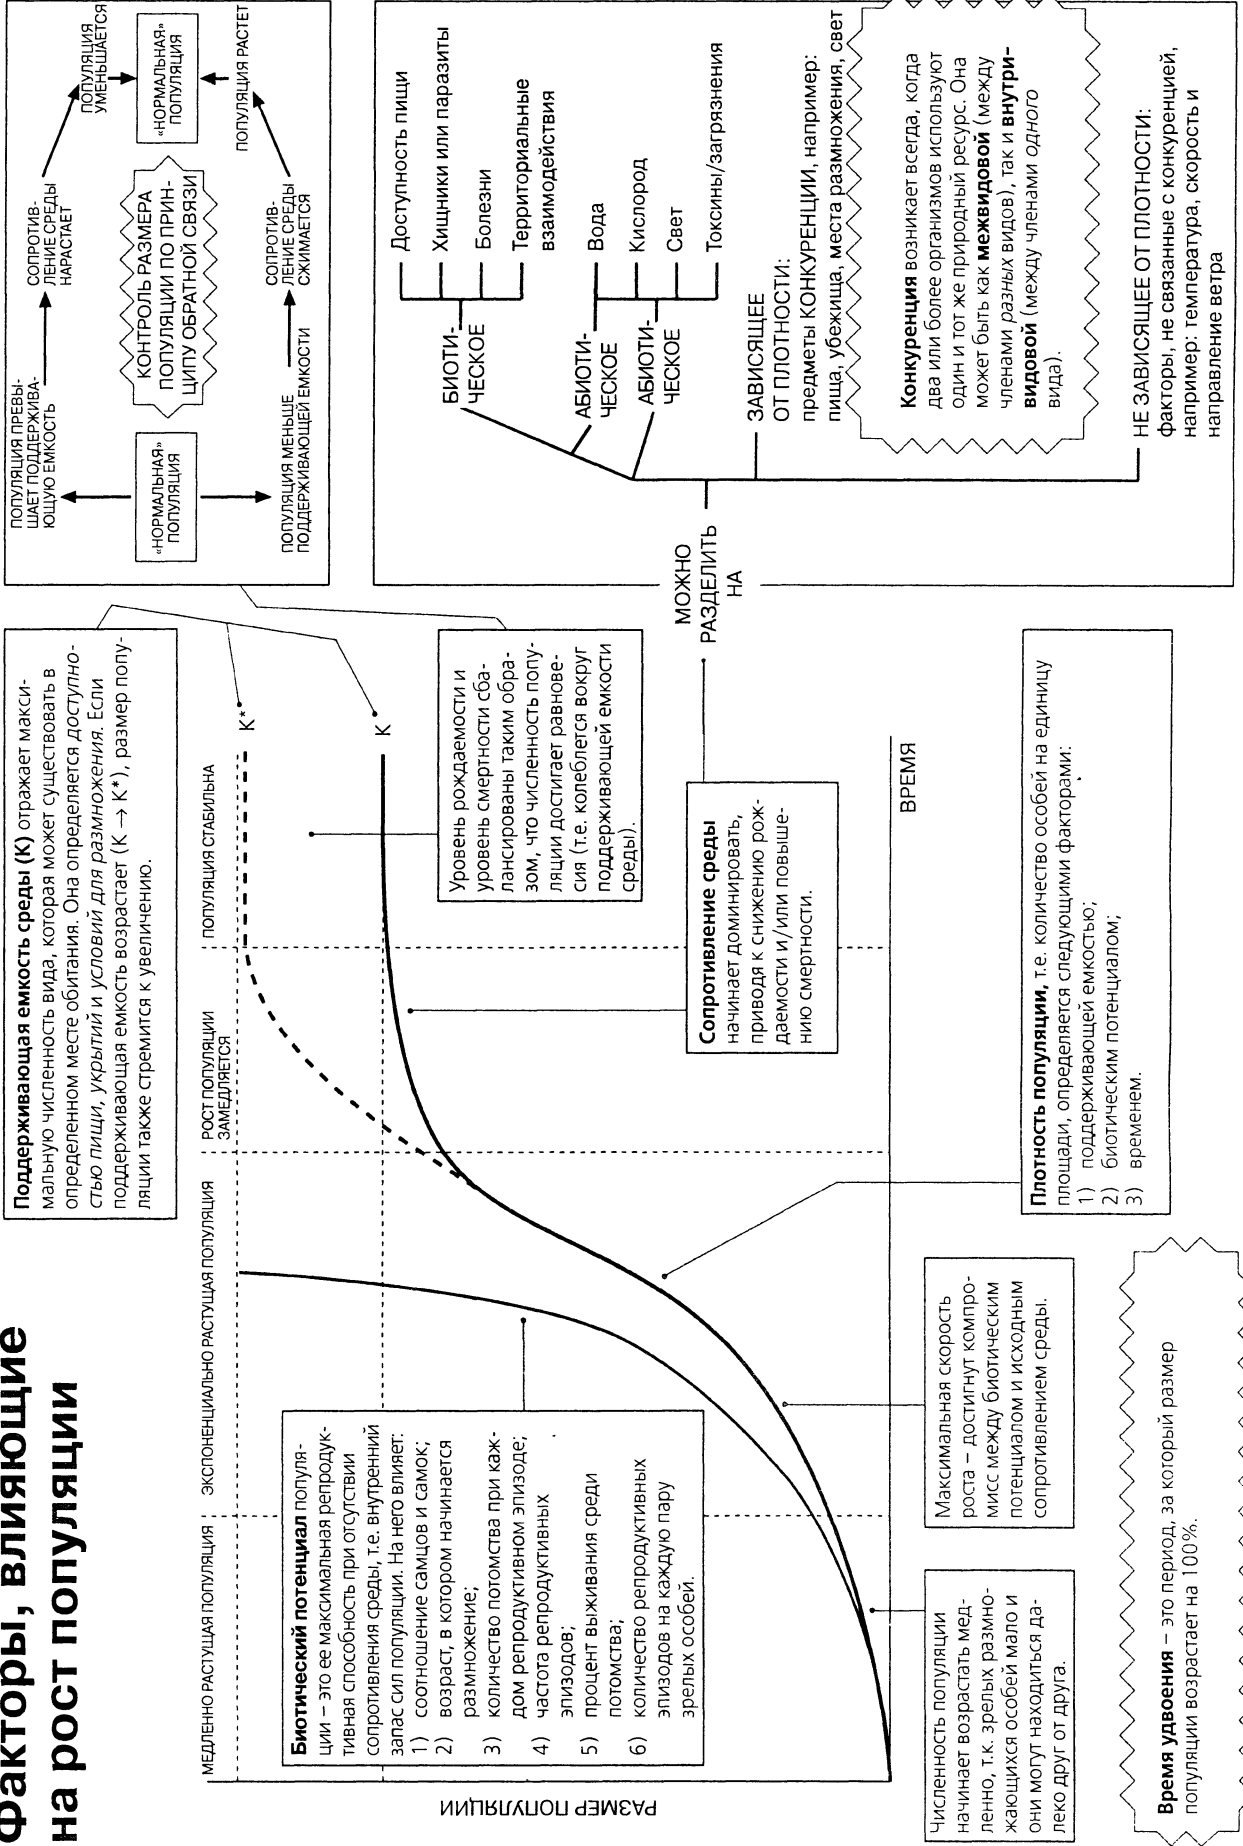 Факторы, влияющие
на рост популяции
Поддерживающая емкость среды (К) отражает макси-
мальную численность вида, которая может существовать в
определенном месте обитания. Она определяется доступно-
стью пищи, укрытий и условий для размножения. Если
поддерживающая емкость возрастает (К → К*), размер попу-
ляции также стремится к увеличению.
ПОПУЛЯЦИЯ ПРЕВЫ-
ШАЕТ ПОДДЕРЖИВА-
ЮЩУЮ ЕМКОСТЬ
СОПРОТИВ-
ЛЕНИЕ СРЕДЫ
НАРАСТАЕТ
ПОПУЛЯЦИЯ
УМЕНЬШАЕТСЯ
«НОРМАЛЬНАЯ»
ПОПУЛЯЦИЯ
КОНТРОЛЬ РАЗМЕРА
ПОПУЛЯЦИИ ПО ПРИН-
ЦИПУ ОБРАТНОЙ СВЯЗИ
«НОРМАЛЬНАЯ»
ПОПУЛЯЦИЯ
ПОПУЛЯЦИЯ МЕНЬШЕ
ПОДДЕРЖИВАЮЩЕЙ ЕМКОСТИ
СОПРОТИВ-
ЛЕНИЕ СРЕДЫ
СЖИМАЕТСЯ
ПОПУЛЯЦИЯ РАСТЕТ
МЕДЛЕННО РАСТУЩАЯ ПОПУЛЯЦИЯ
ЭКСПОНЕНЦИАЛЬНО РАСТУЩАЯ ПОПУЛЯЦИЯ
РОСТ ПОПУЛЯЦИИ
ЗАМЕДЛЯЕТСЯ
ПОПУЛЯЦИЯ СТАБИЛЬНА
К*
К
Биотический потенциал популя-
ции – это ее максимальная репродук-
тивная способность при отсутствии
сопротивления среды, т.е. внутренний
запас сил популяции. На него влияет:
1) соотношение самцов и самок;
2) возраст, в котором начинается
размножение;
3) количество потомства при каж-
дом репродуктивном эпизоде;
4) частота репродуктивных
эпизодов;
5) процент выживания среди
потомства;
6) количество репродуктивных
эпизодов на каждую пару
зрелых особей.
Уровень рождаемости и
уровень смертности сба-
лансированы таким обра-
зом, что численность попу-
ляции достигает равнове-
сия (т.е. колеблется вокруг
поддерживающей емкости
среды).
Сопротивление среды
начинает доминировать,
приводя к снижению рож-
даемости и/или повыше-
нию смертности.
МОЖНО
РАЗДЕЛИТЬ
НА
БИОТИ-
ЧЕСКОЕ
Доступность пищи
Хищники или паразиты
Болезни
Территориальные
взаимодействия
АБИОТИ-
ЧЕСКОЕ
АБИОТИ-
ЧЕСКОЕ
Вода
Кислород
Свет
Токсины/загрязнения
ЗАВИСЯЩЕЕ
ОТ ПЛОТНОСТИ:
предметы КОНКУРЕНЦИИ, например:
пища, убежища, места размножения, свет
Конкуренция возникает всегда, когда
два или более организмов используют
один и тот же природный ресурс. Она
может быть как межвидовой (между
членами разных видов), так и внутри-
видовой (между членами одного
вида).
НЕ ЗАВИСЯЩЕЕ ОТ ПЛОТНОСТИ:
факторы, не связанные с конкуренцией,
например: температура, скорость и
направление ветра
РАЗМЕР ПОПУЛЯЦИИ
ВРЕМЯ
Численность популяции
начинает возрастать мед-
ленно, т.к. зрелых размно-
жающихся особей мало и
они могут находиться да-
леко друг от друга.
Максимальная скорость
роста – достигнут компро-
мисс между биотическим
потенциалом и исходным
сопротивлением среды.
Плотность популяции, т.е. количество особей на единицу
площади, определяется следующими факторами:
1) поддерживающей емкостью;
2) биотическим потенциалом;
3) временем.
Время удвоения – это период, за который размер
популяции возрастает на 100%.